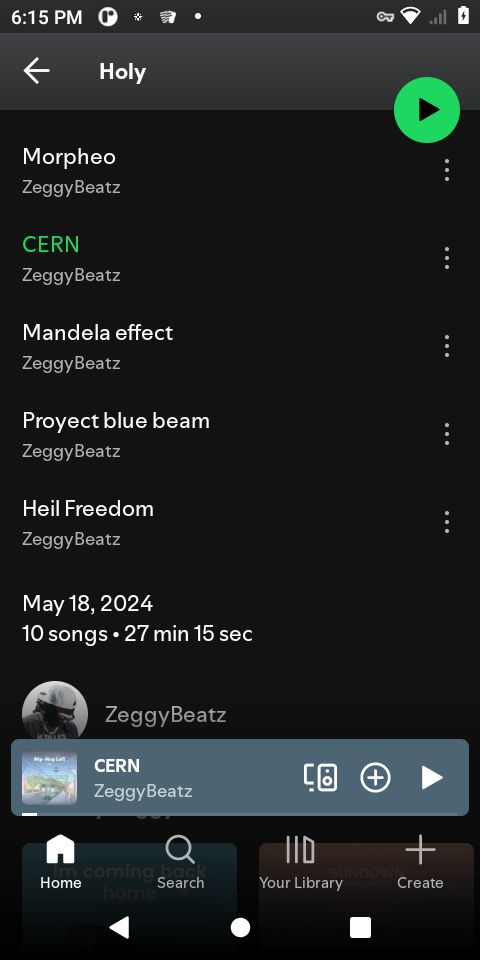 6:15 PM
Holy
Morpheo
ZeggyBeatz
CERN
ZeggyBeatz
Mandela effect
ZeggyBeatz
Proyect blue beam
ZeggyBeatz
Heil Freedom
ZeggyBeatz
May 18, 2024
10 songs • 27 min 15 sec
ZeggyBeatz
Hip-Hop Lofi
CERN
ZeggyBeatz
Im coming back
home
SUNDOWN
Home
Search
Your Library
Create